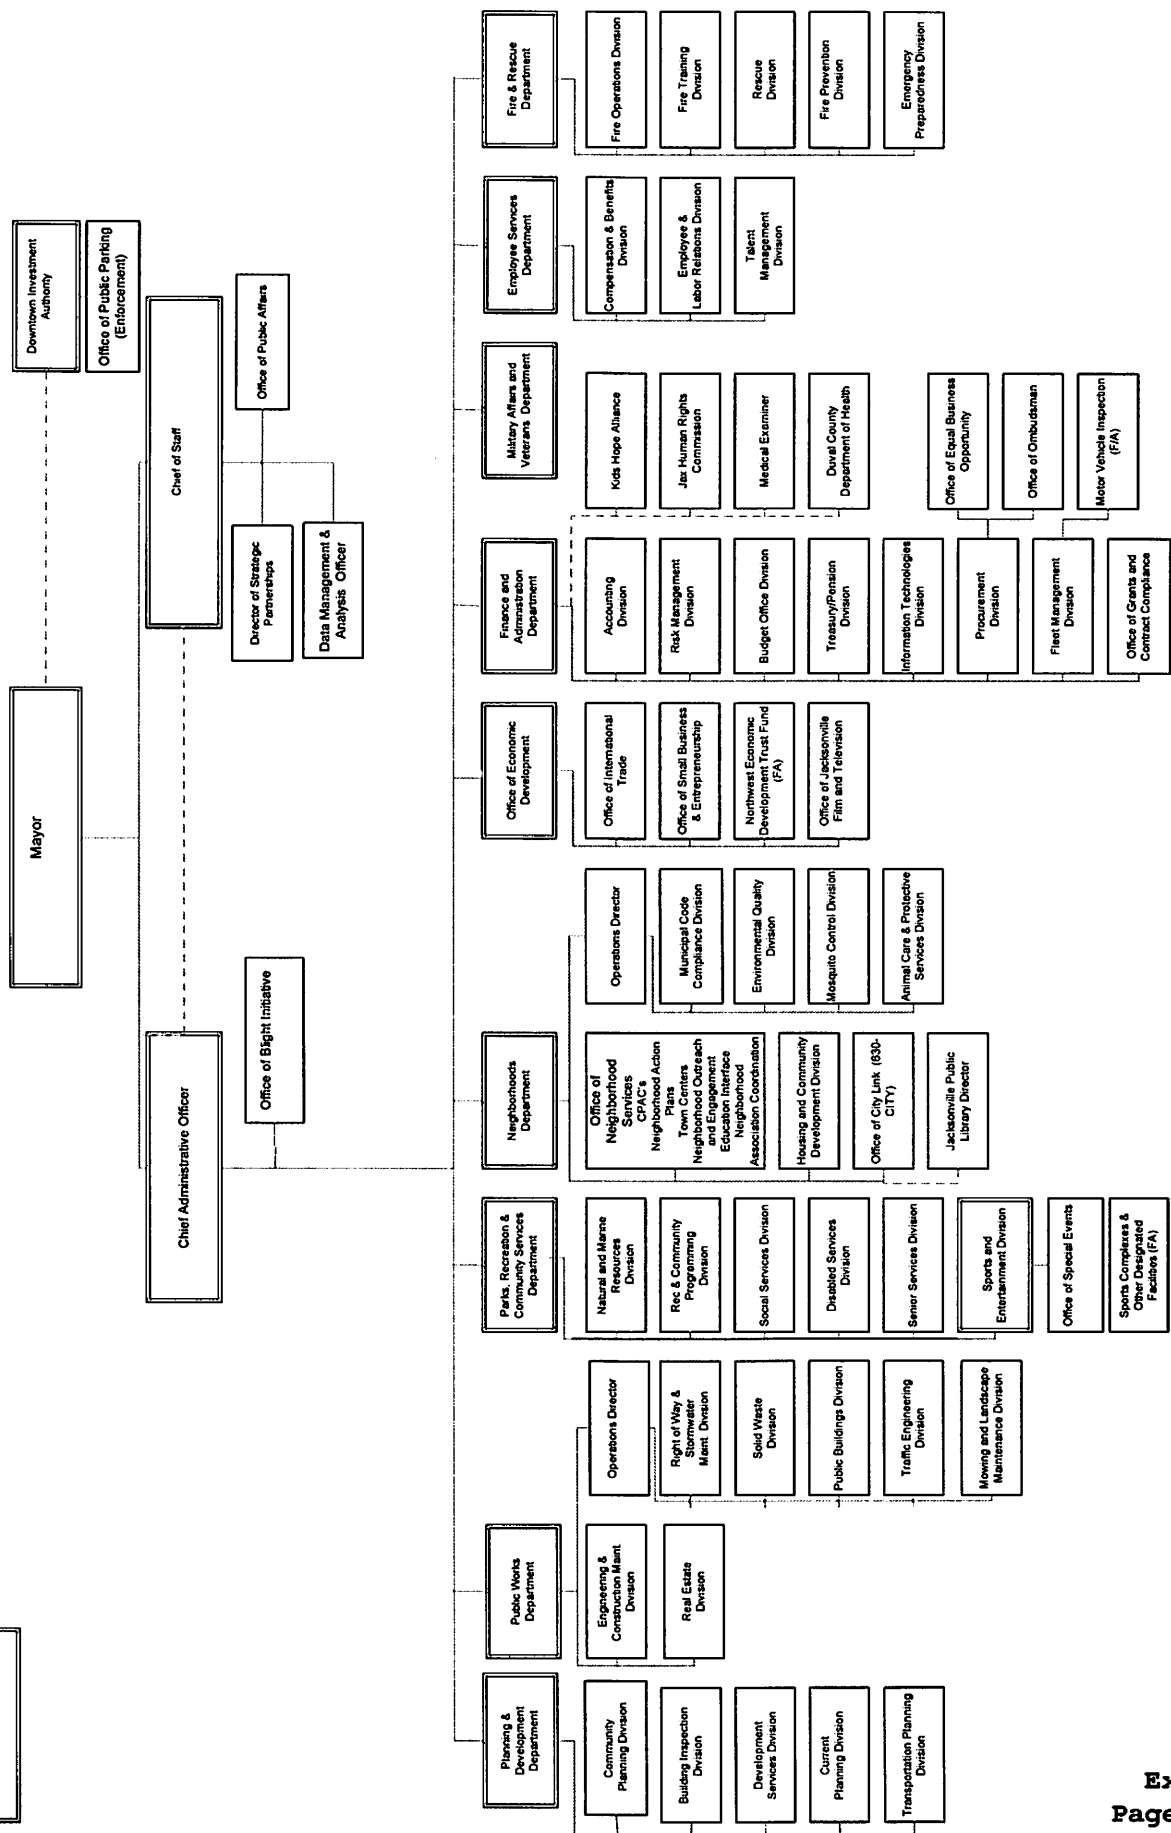 Mayor
Downtown Investment
Authority
Office of Public Parking
(Enforcement)
Chief Administrative Officer
Chief of Staff
Office of Blight Initiative
Director of Strategic
Partnerships
Office of Public Affairs
Data Management &
Analysis Officer
Planning &
Development
Department
Community
Planning Division
Building Inspection
Division
Development
Services Division
Current
Planning Division
Transportation Planning
Division
Public Works
Department
Engineering &
Construction Maint
Division
Real Estate
Division
Operations Director
Right of Way &
Stormwater
Maint. Division
Solid Waste
Division
Public Buildings Division
Traffic Engineering
Division
Mowing and Landscape
Maintenance Division
Parks, Recreation &
Community Services
Department
Natural and Marine
Resources
Division
Rec & Community
Programming
Division
Social Services Division
Disabled Services
Division
Senior Services Division
Sports and
Entertainment Division
Office of Special Events
Sports Complexes &
Other Designated
Facilities (FA)
Neighborhoods
Department
Office of
Neighborhood
Services
CPAC's
Neighborhood Action
Plans
Town Centers
Neighborhood Outreach
and Engagement
Education Interface
Neighborhood
Association Coordination
Housing and Community
Development Division
Office of City Link (630-
CITY)
Jacksonville Public
Library Director
Operations Director
Municipal Code
Compliance Division
Environmental Quality
Division
Mosquito Control Division
Animal Care & Protective
Services Division
Office of Economic
Development
Office of International
Trade
Office of Small Business
& Entrepreneurship
Northwest Economic
Development Trust Fund
(FA)
Office of Jacksonville
Film and Television
Finance and
Administration
Department
Accounting
Division
Risk Management
Division
Budget Office Division
Treasury/Pension
Division
Information Technologies
Division
Procurement
Division
Fleet Management
Division
Office of Grants and
Contract Compliance
Kids Hope Alliance
Jax Human Rights
Commission
Medical Examiner
Duval County
Department of Health
Office of Equal Business
Opportunity
Office of Ombudsman
Motor Vehicle Inspection
(F/A)
Military Affairs and
Veterans Department
Employee Services
Department
Compensation & Benefits
Division
Employee &
Labor Relations Division
Talent
Management
Division
Fire & Rescue
Department
Fire Operations Division
Fire Training
Division
Rescue
Division
Fire Prevention
Division
Emergency
Preparedness Division
Ex
Page